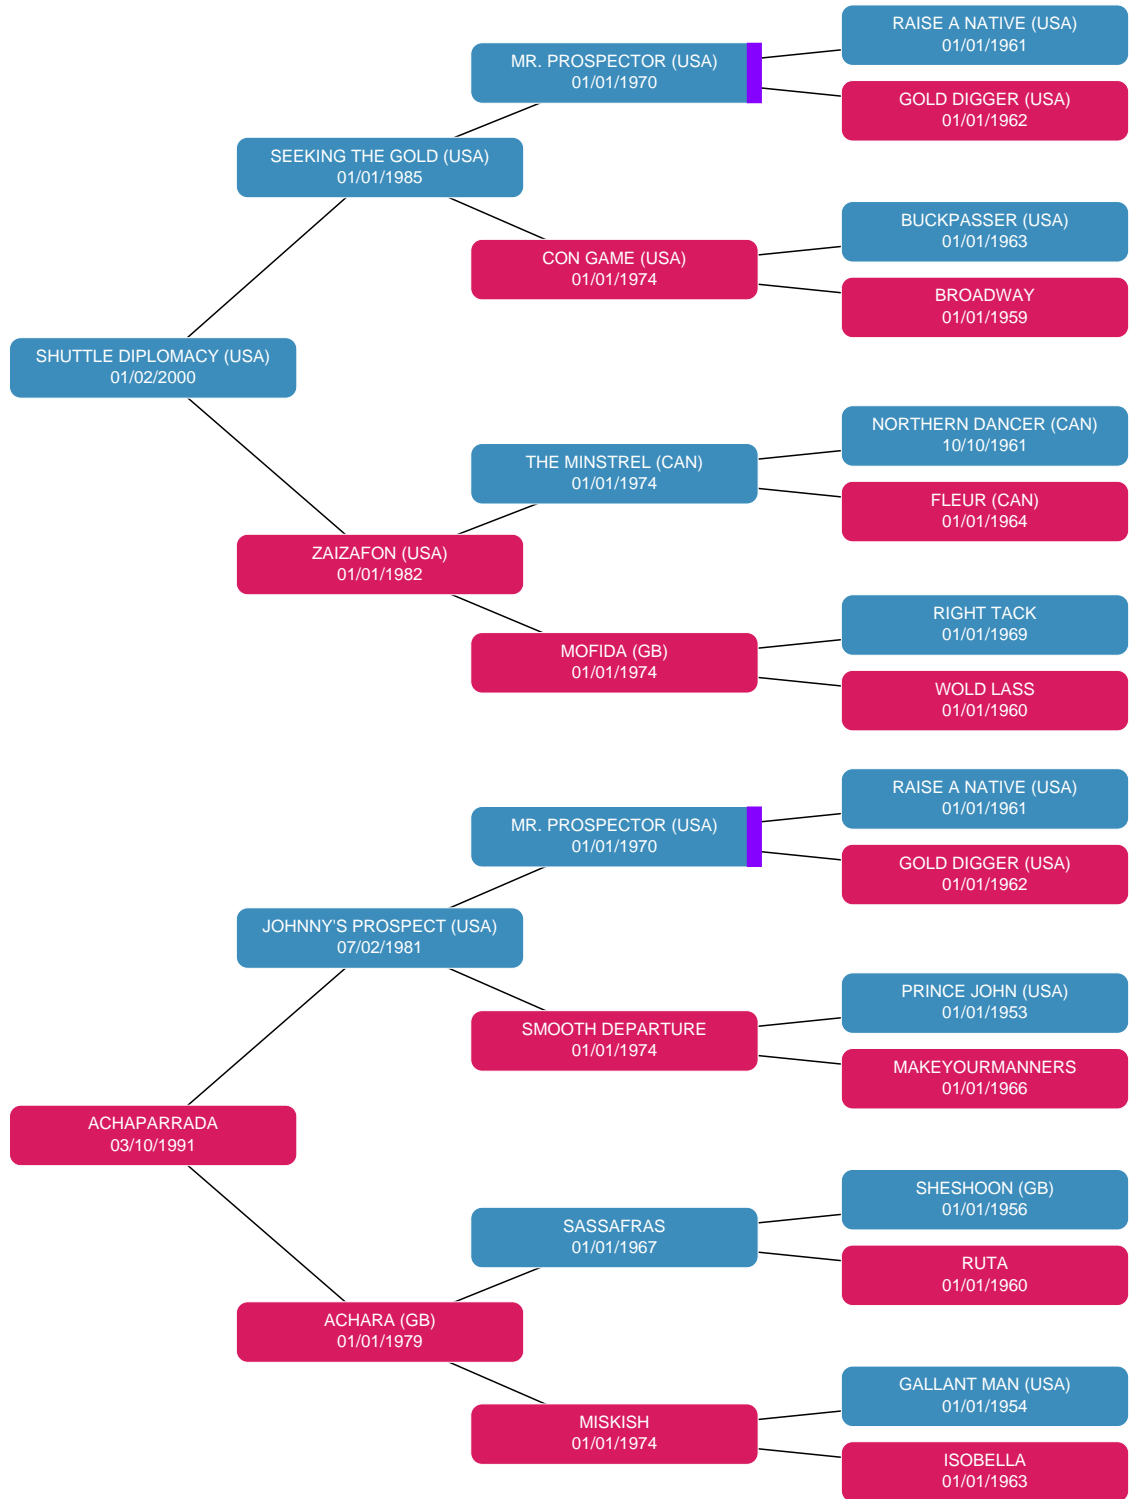 RAISE A NATIVE (USA)
01/01/1961
MR. PROSPECTOR (USA)
01/01/1970
GOLD DIGGER (USA)
01/01/1962
SEEKING THE GOLD (USA)
01/01/1985
BUCKPASSER (USA)
01/01/1963
CON GAME (USA)
01/01/1974
BROADWAY
01/01/1959
SHUTTLE DIPLOMACY (USA)
01/02/2000
NORTHERN DANCER (CAN)
10/10/1961
THE MINSTREL (CAN)
01/01/1974
FLEUR (CAN)
01/01/1964
ZAIZAFON (USA)
01/01/1982
RIGHT TACK
01/01/1969
MOFIDA (GB)
01/01/1974
WOLD LASS
01/01/1960
RAISE A NATIVE (USA)
01/01/1961
MR. PROSPECTOR (USA)
01/01/1970
GOLD DIGGER (USA)
01/01/1962
JOHNNY'S PROSPECT (USA)
07/02/1981
PRINCE JOHN (USA)
01/01/1953
SMOOTH DEPARTURE
01/01/1974
MAKEYOURMANNERS
01/01/1966
ACHAPARRADA
03/10/1991
SHESHOON (GB)
01/01/1956
SASSAFRAS
01/01/1967
RUTA
01/01/1960
ACHARA (GB)
01/01/1979
GALLANT MAN (USA)
01/01/1954
MISKISH
01/01/1974
ISOBELLA
01/01/1963